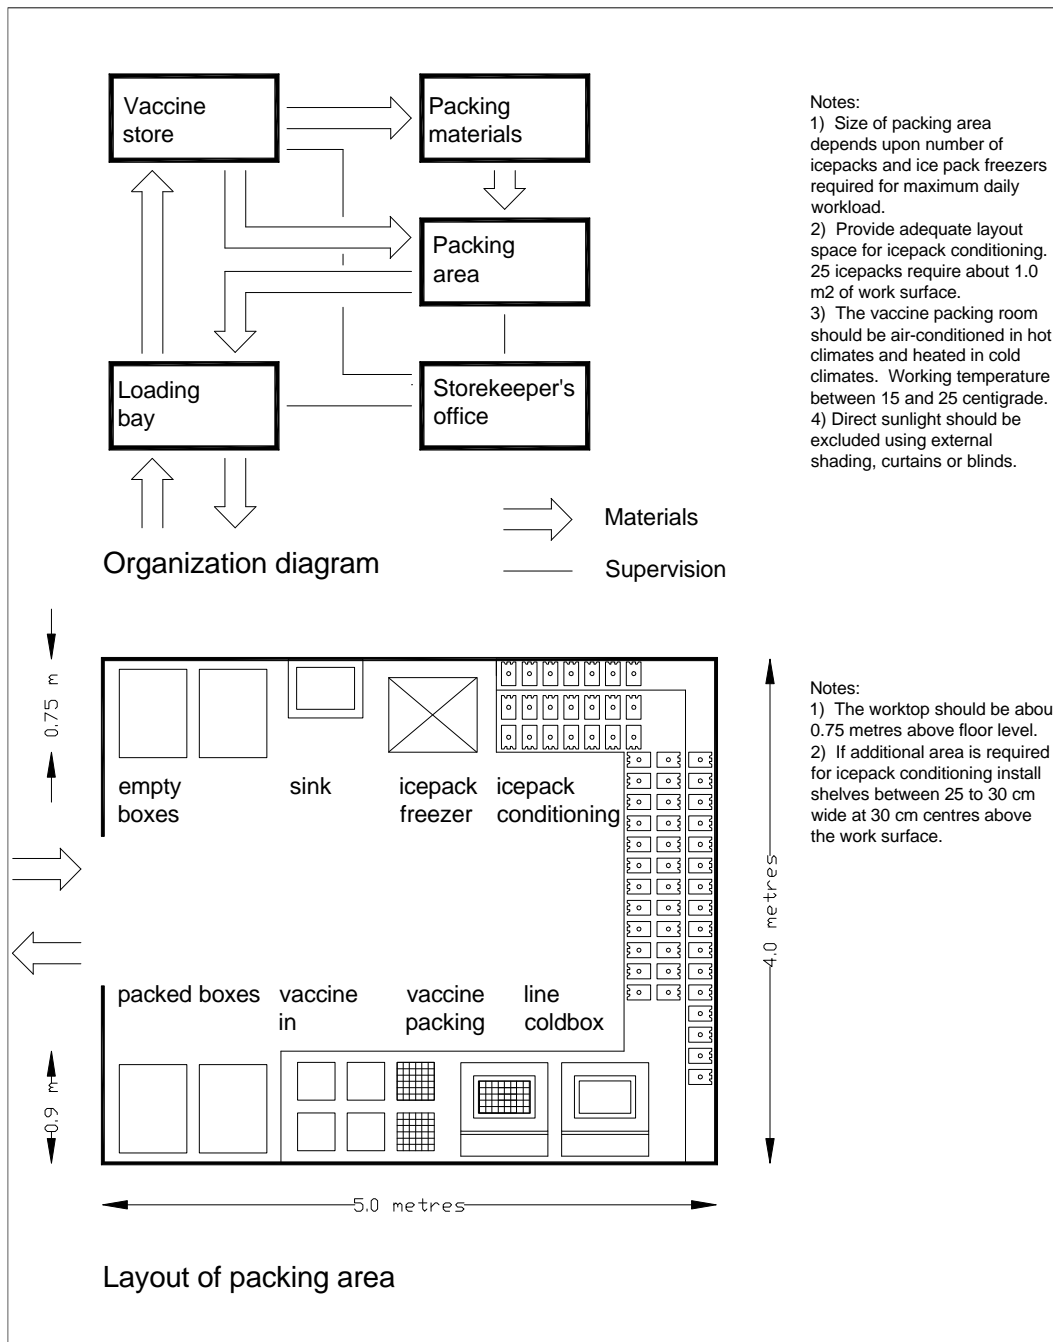 Vaccine
store
Packing
materials
Packing
area
Loading
bay
Storekeeper's
office
Materials
Supervision
Organization diagram
Notes:
1) Size of packing area
depends upon number of
icepacks and ice pack freezers
required for maximum daily
workload.
2) Provide adequate layout
space for icepack conditioning.
25 icepacks require about 1.0
m2 of work surface.
3) The vaccine packing room
should be air-conditioned in hot
climates and heated in cold
climates. Working temperature
between 15 and 25 centigrade.
4) Direct sunlight should be
excluded using external
shading, curtains or blinds.
0.75 m
empty
boxes
sink
icepack
freezer
icepack
conditioning
packed boxes
vaccine
in
vaccine
packing
line
coldbox
0.9 m
4.0 metres
5.0 metres
Layout of packing area
Notes:
1) The worktop should be abou
0.75 metres above floor level.
2) If additional area is required
for icepack conditioning install
shelves between 25 to 30 cm
wide at 30 cm centres above
the work surface.